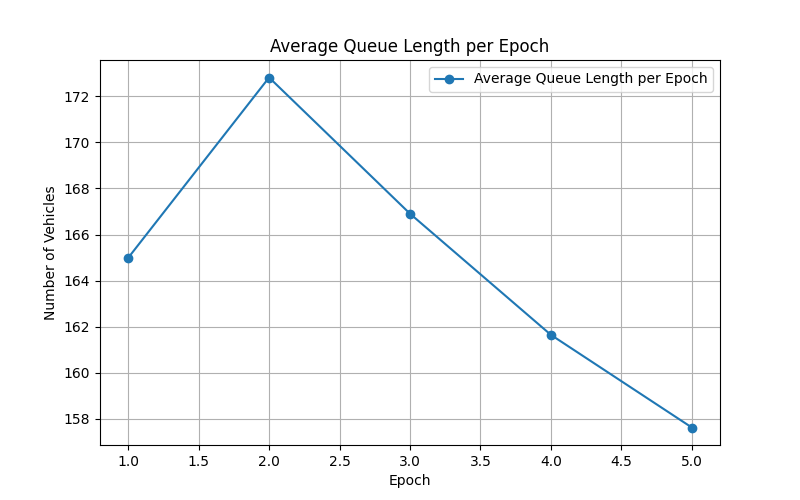 Average Queue Length per Epoch
Average Queue Length per Epoch
172
170
168
166
164
162
160
158
Number of Vehicles
1.0 1.5 2.0 2.5 3.0 3.5 4.0 4.5 5.0
Epoch